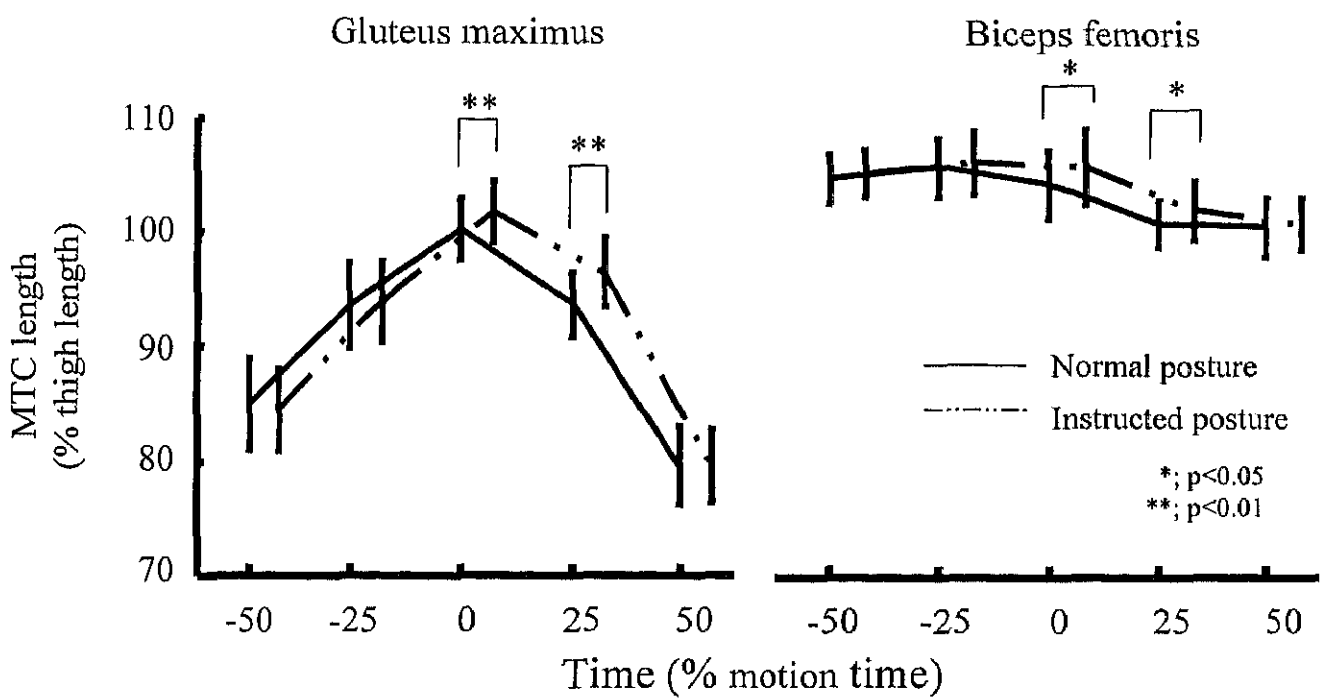 Gluteus maximus
Biceps femoris
**
**
*
*
110
100
90
80
70
MTC length
(% thigh length)
Normal posture
Instructed posture
*; p<0.05
**; p<0.01
-50 -25 0 25 50
-50 -25 0 25 50
Time (% motion time)